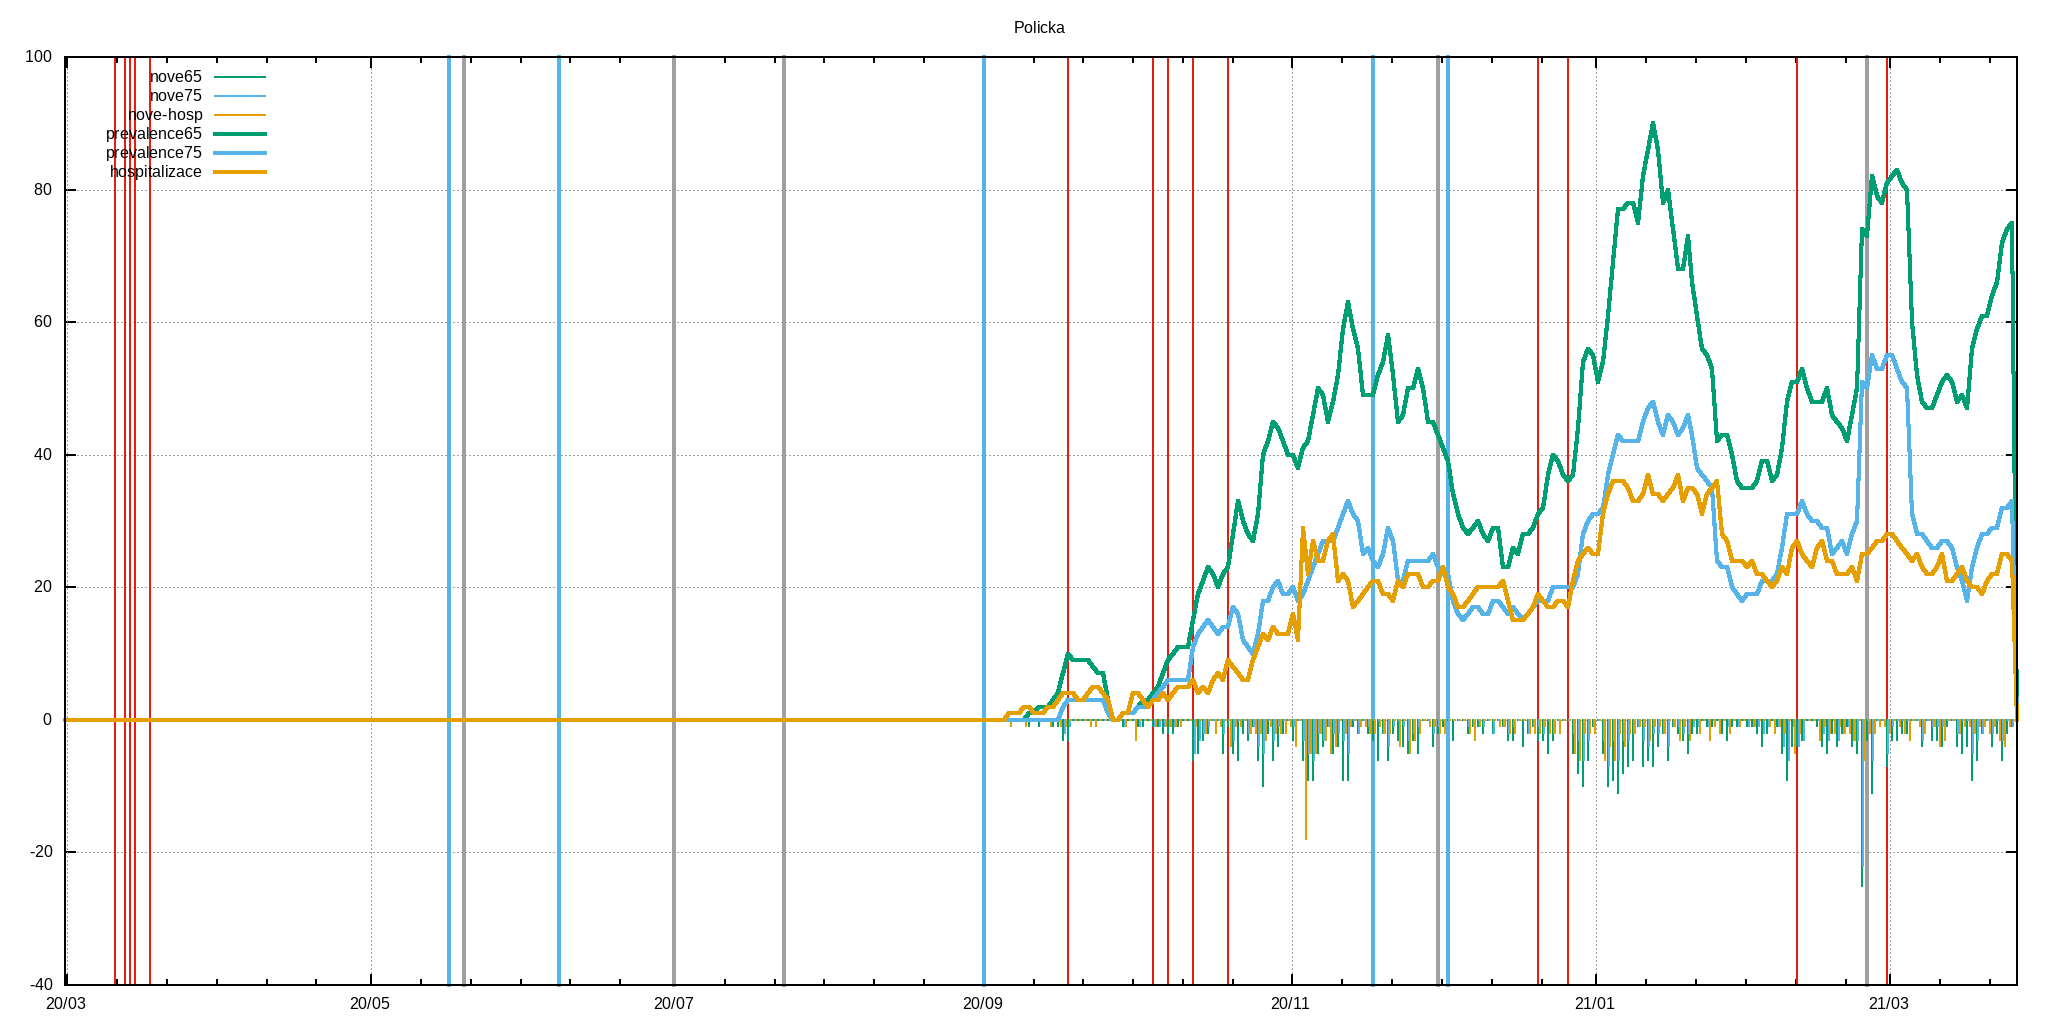 Policka
100
nove65
nove75
nove-hosp
prevalence65
prevalence75
hospitalizace
80
60
40
20
0
-20
-40
20/03 20/05 20/07 20/09 20/11 21/01 21/03